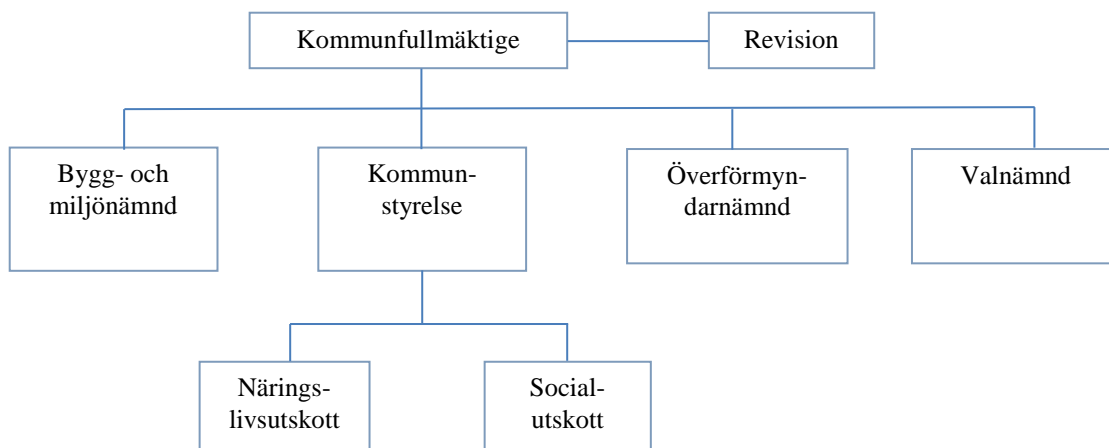 Kommunfullmäktige
Revision
Bygg- och
miljönämnd
Kommun-
styrelse
Överförmyn-
darnämnd
Valnämnd
Närings-
livsutskott
Social-
utskott